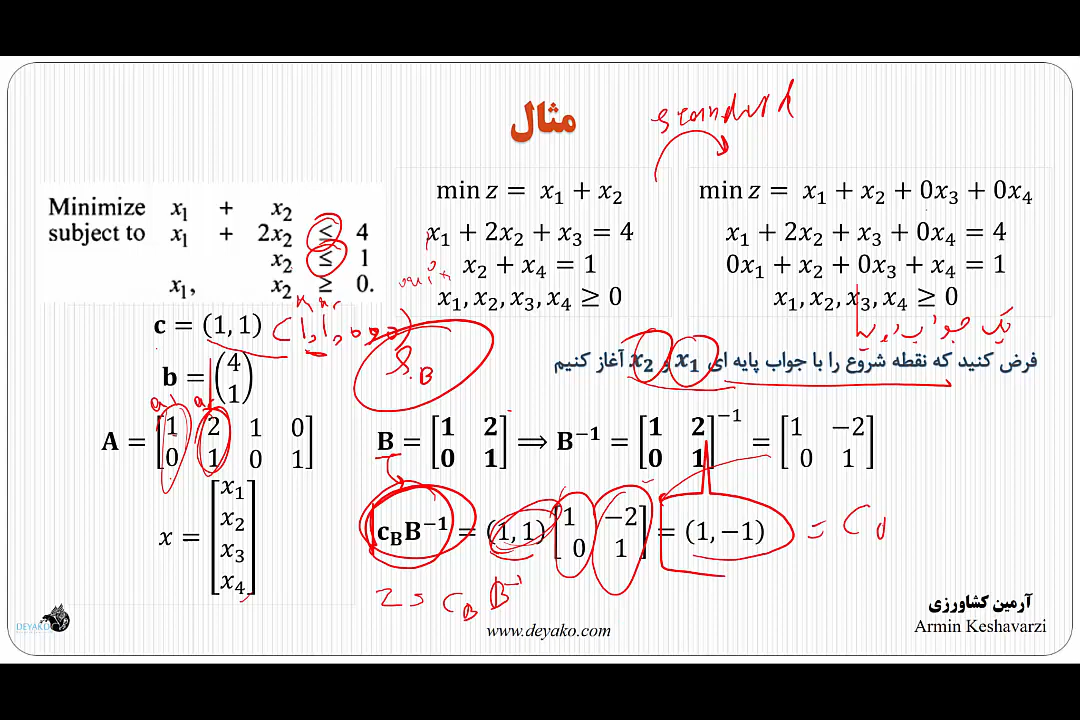 مثال
standard
Minimize x₁ + x₂
subject to x₁ + 2x₂ ≤ 4
x₂ ≤ 1
x₁, x₂ ≥ 0.
min z = x₁ + x₂
x₁ + 2x₂ + x₃ = 4
x₂ + x₄ = 1
x₁, x₂, x₃, x₄ ≥ 0
min z = x₁ + x₂ + 0x₃ + 0x₄
x₁ + 2x₂ + x₃ + 0x₄ = 4
0x₁ + x₂ + 0x₃ + x₄ = 1
x₁, x₂, x₃, x₄ ≥ 0
c = (1, 1)
b = (4
1)
فرض کنید که نقطه شروع را با جواب پایه ای x₁ و x₂ آغاز کنیم
a₁
A = [1 2 1 0
0 1 0 1]
B = [1 2
0 1] ⟹ B⁻¹ = [1 2
0 1]⁻¹ = [1 −2
0 1]
x = [x₁
x₂
x₃
x₄]
c_B B⁻¹ = (1, 1) [1 −2
0 1] = (1, −1)
C_B B⁻¹
آرمین کشاورزی
Armin Keshavarzi
DEYAKO
www.deyako.com